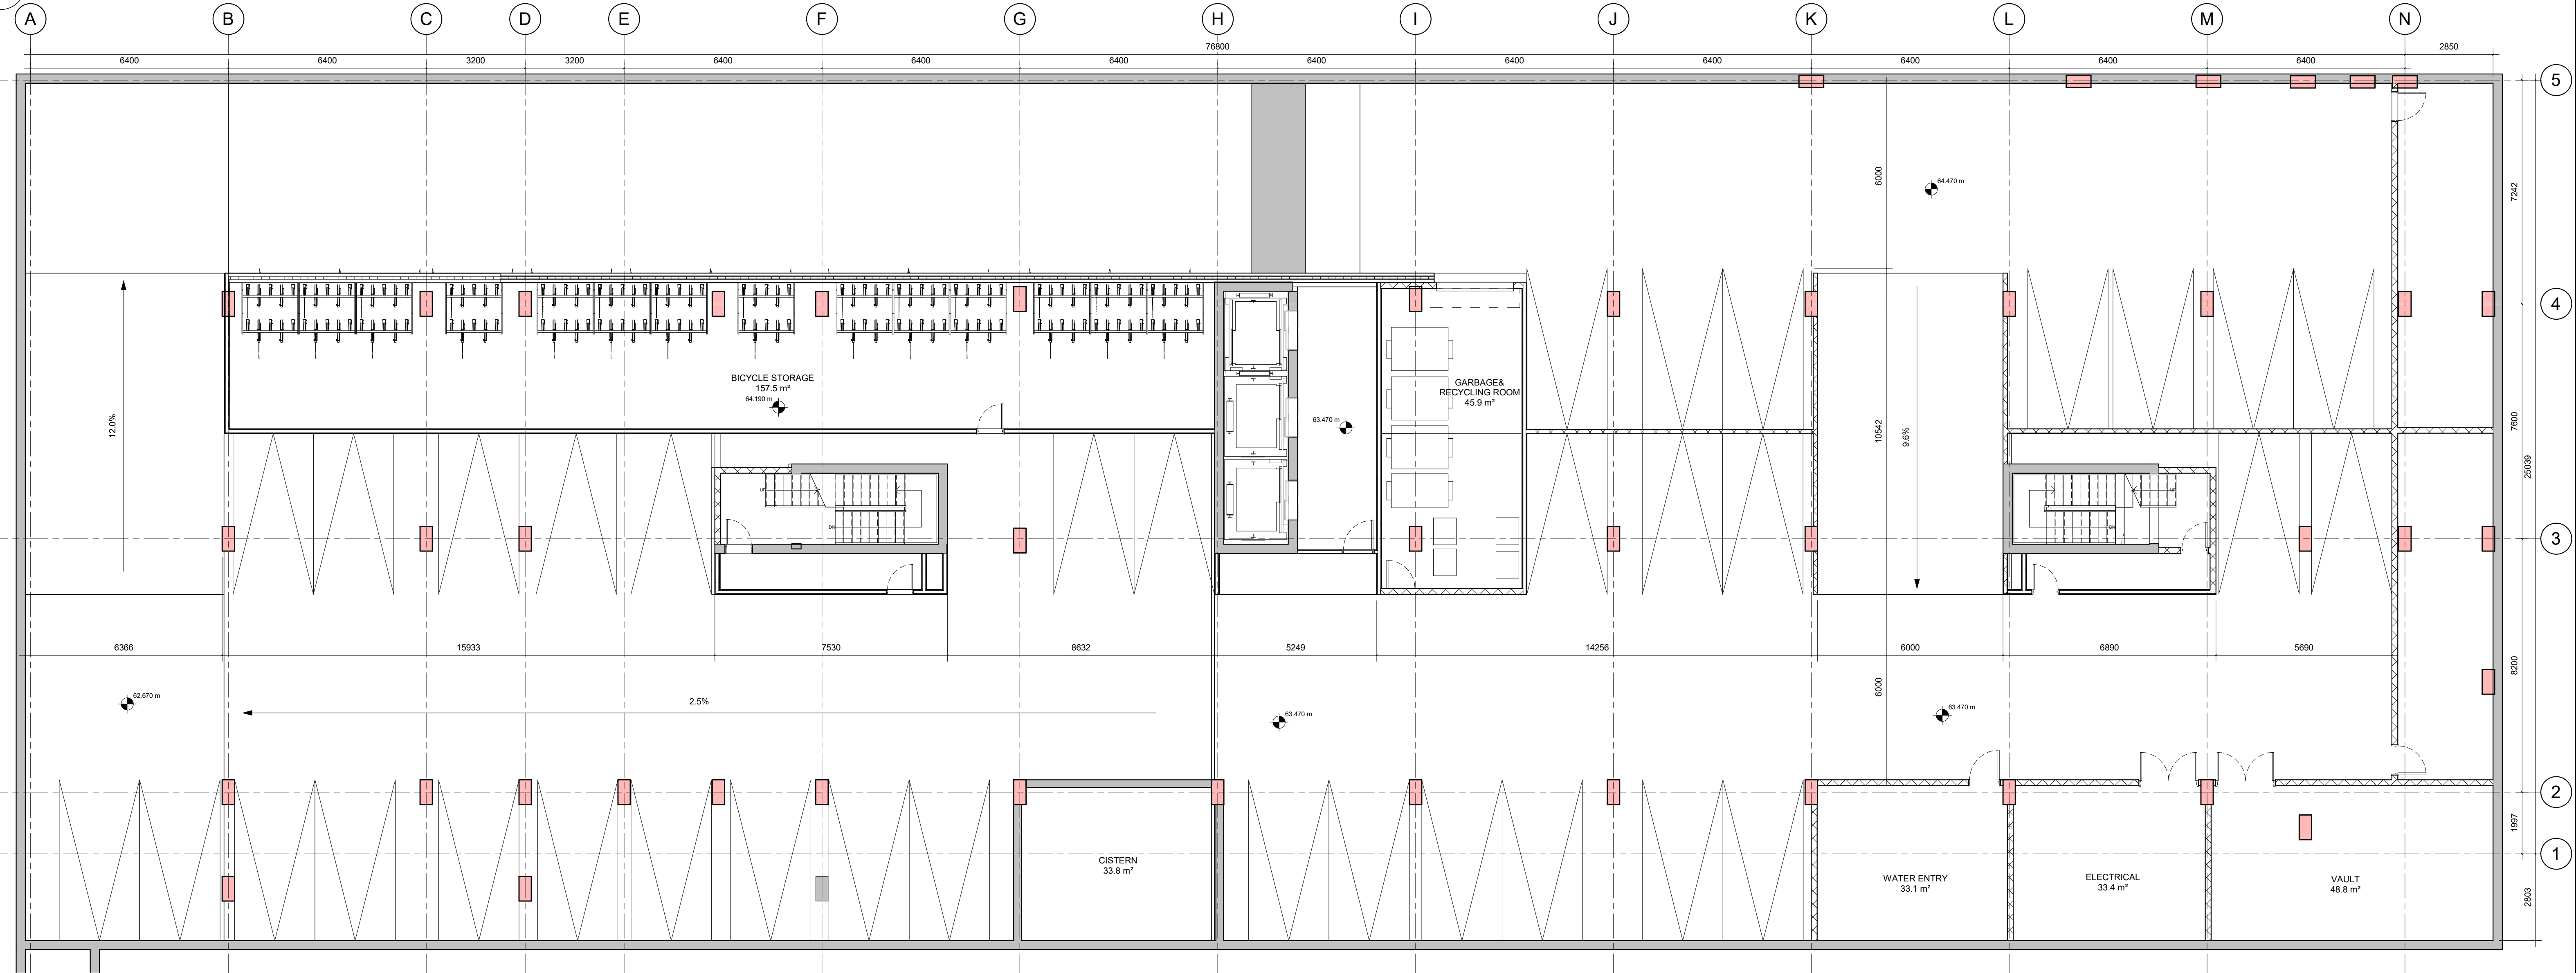 A B C D E F G H I J K L M N
76800
6400 6400 3200 3200 6400 6400 6400 6400 6400 6400 6400 6400 6400 2850
5
6000
64.470 m
7242
4
BICYCLE STORAGE
157.5 m²
64.190 m
GARBAGE&
RECYCLING ROOM
45.9 m²
63.470 m
12.0%
10542
9.6%
7600
25039
UP
DN
UP
DN
3
6366 15933 7530 8632 5249 14256 6000 6890 5690
8200
62.670 m
2.5%
63.470 m
6000
63.470 m
2
1997
1
CISTERN
33.8 m²
WATER ENTRY
33.1 m²
ELECTRICAL
33.4 m²
VAULT
48.8 m²
2803